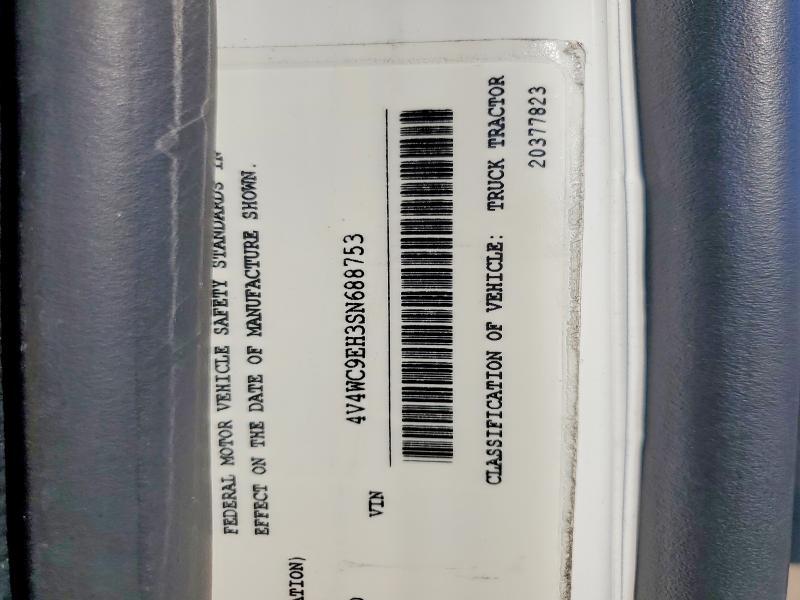 FEDERAL MOTOR VEHICLE SAFETY STANDARDS IN
EFFECT ON THE DATE OF MANUFACTURE SHOWN.
ATION)
VIN
4V4WC9EH3SN688753
CLASSIFICATION OF VEHICLE: TRUCK TRACTOR
20377823